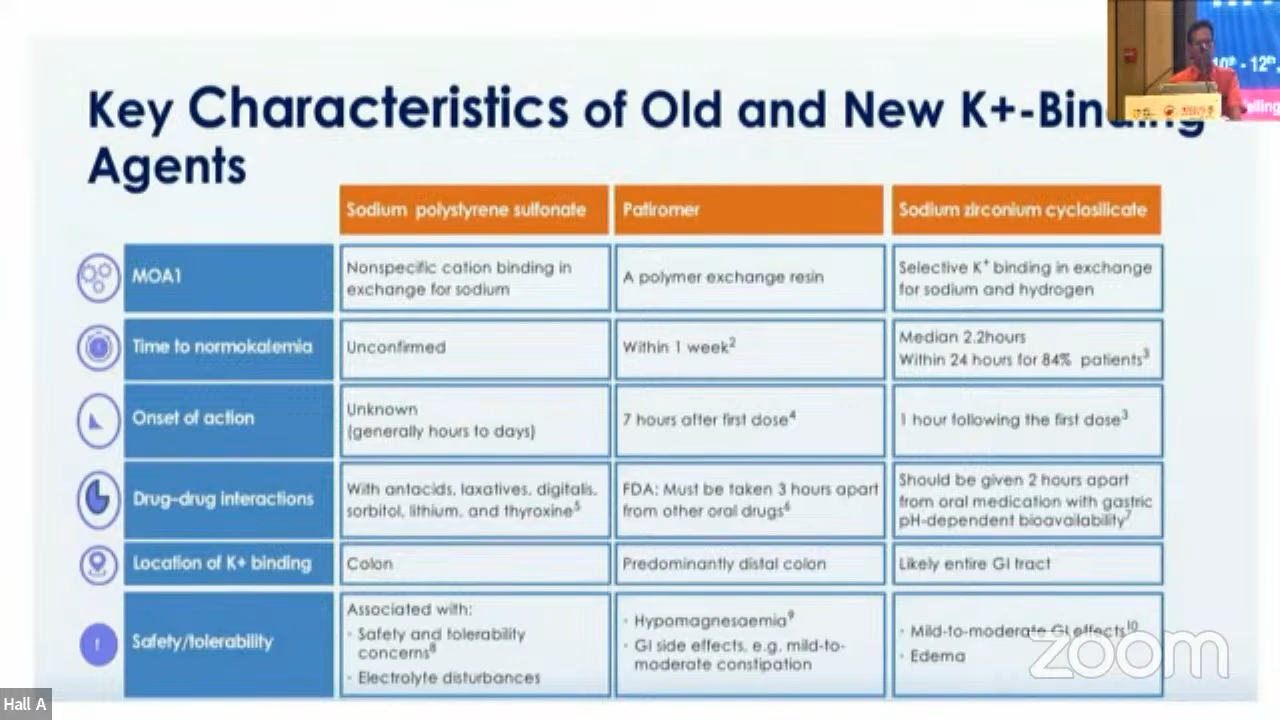 10th - 12th,
elling
Key Characteristics of Old and New K+-Binding
Agents
Sodium polystyrene sulfonate
Patiromer
Sodium zirconium cyclosilicate
MOA1
Nonspecific cation binding in
exchange for sodium
A polymer exchange resin
Selective K+ binding in exchange
for sodium and hydrogen
Time to normokalemia
Unconfirmed
Within 1 week2
Median 2.2hours
Within 24 hours for 84% patients3
Onset of action
Unknown
(generally hours to days)
7 hours after first dose4
1 hour following the first dose3
Drug-drug interactions
With antacids, laxatives, digitalis,
sorbitol, lithium, and thyroxine5
FDA: Must be taken 3 hours apart
from other oral drugs6
Should be given 2 hours apart
from oral medication with gastric
pH-dependent bioavailability7
Location of K+ binding
Colon
Predominantly distal colon
Likely entire GI tract
Safety/tolerability
Associated with:
· Safety and tolerability
concerns8
· Electrolyte disturbances
· Hypomagnesaemia9
· GI side effects, e.g. mild-to-
moderate constipation
· Mild-to-moderate GI effects10
· Edema
zoom
Hall A